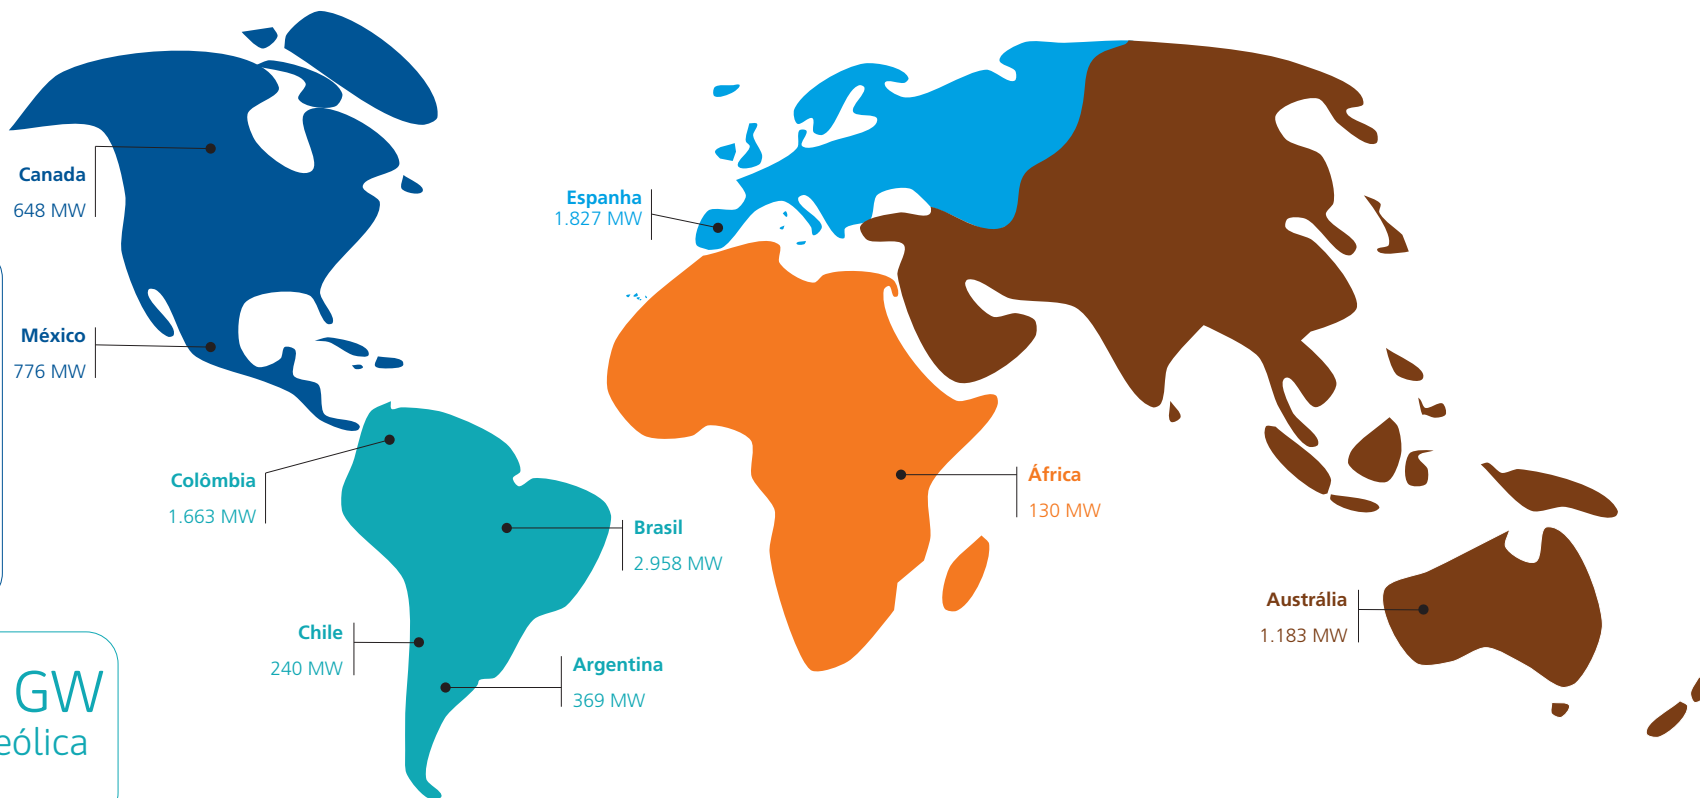 Canada
648 MW
México
776 MW
Espanha
1.827 MW
Colômbia
1.663 MW
Brasil
2.958 MW
África
130 MW
Chile
240 MW
Argentina
369 MW
Austrália
1.183 MW
GW
eólica